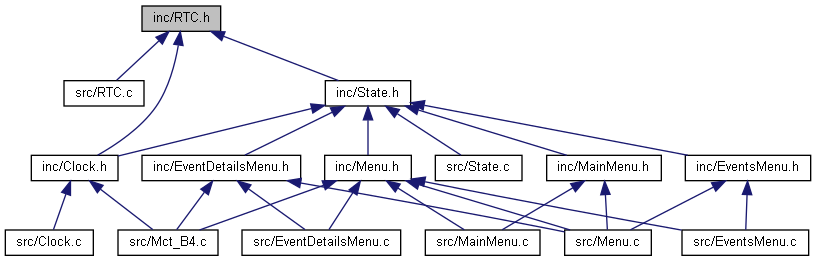 inc/RTC.h
src/RTC.c
inc/State.h
inc/Clock.h
inc/EventDetailsMenu.h
inc/Menu.h
src/State.c
inc/MainMenu.h
inc/EventsMenu.h
src/Clock.c
src/Mct_B4.c
src/EventDetailsMenu.c
src/MainMenu.c
src/Menu.c
src/EventsMenu.c